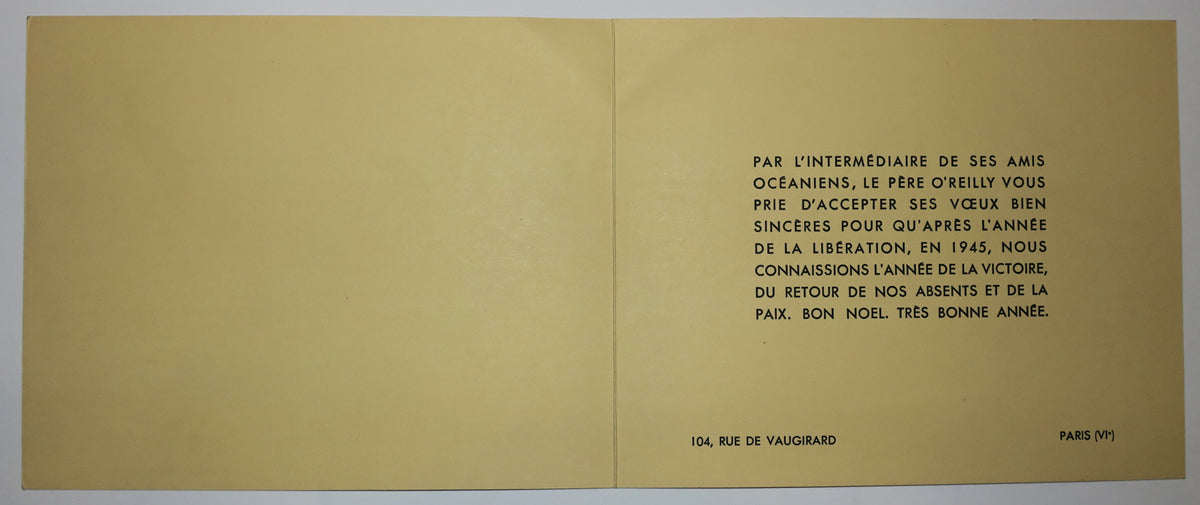 PAR L'INTERMÉDIAIRE DE SES AMIS
OCÉANIENS, LE PÈRE O'REILLY VOUS
PRIE D'ACCEPTER SES VŒUX BIEN
SINCÈRES POUR QU'APRÈS L'ANNÉE
DE LA LIBÉRATION, EN 1945, NOUS
CONNAISSIONS L'ANNÉE DE LA VICTOIRE,
DU RETOUR DE NOS ABSENTS ET DE LA
PAIX. BON NOEL. TRÈS BONNE ANNÉE.
104, RUE DE VAUGIRARD
PARIS (VIe)